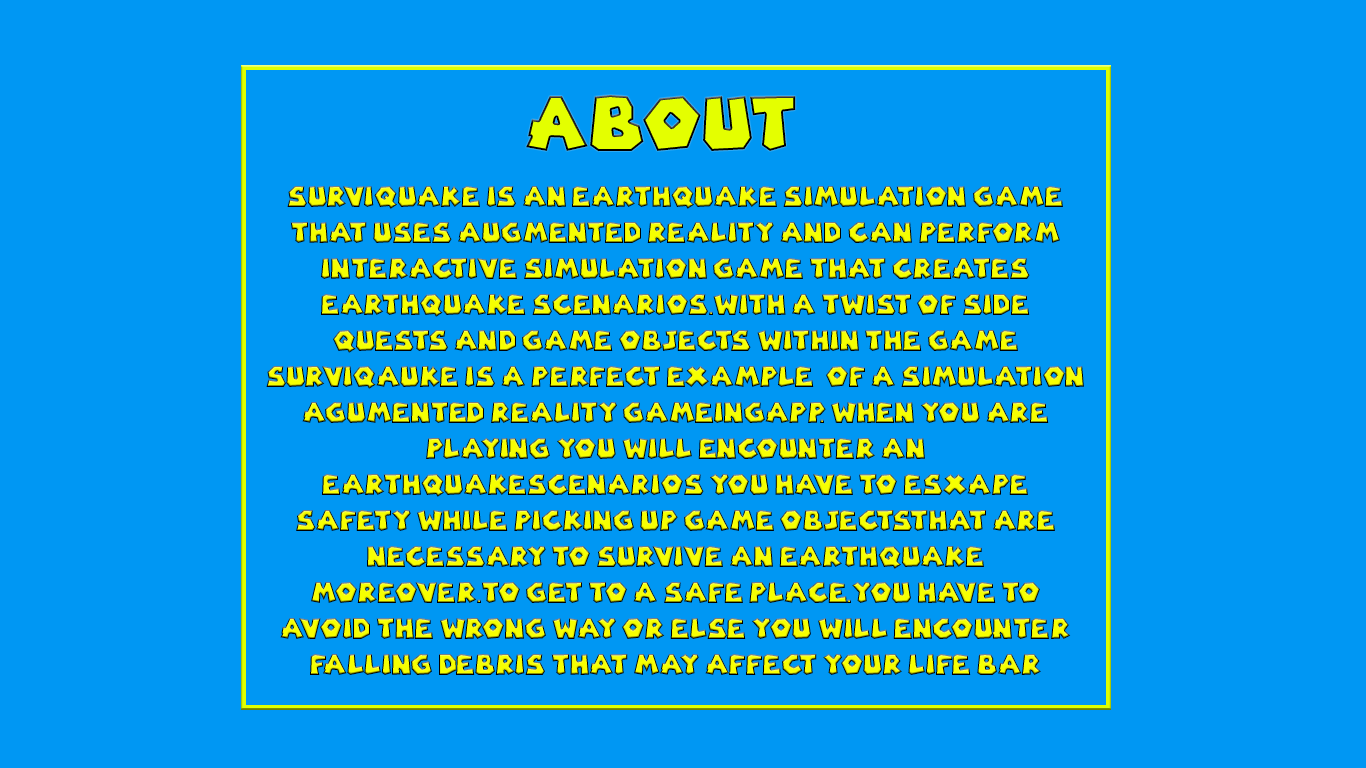 ABOUT
SURVIQUAKE IS AN EARTHQUAKE SIMULATION GAME
THAT USES AUGMENTED REALITY AND CAN PERFORM
INTERACTIVE SIMULATION GAME THAT CREATES
EARTHQUAKE SCENARIOS.WITH A TWIST OF SIDE
QUESTS AND GAME OBJECTS WITHIN THE GAME
SURVIQAUKE IS A PERFECT EXAMPLE OF A SIMULATION
AGUMENTED REALITY GAMEINGAPP. WHEN YOU ARE
PLAYING YOU WILL ENCOUNTER AN
EARTHQUAKESCENARIOS YOU HAVE TO ESXAPE
SAFETY WHILE PICKING UP GAME OBJECTSTHAT ARE
NECESSARY TO SURVIVE AN EARTHQUAKE
MOREOVER.TO GET TO A SAFE PLACE.YOU HAVE TO
AVOID THE WRONG WAY OR ELSE YOU WILL ENCOUNTER
FALLING DEBRIS THAT MAY AFFECT YOUR LIFE BAR